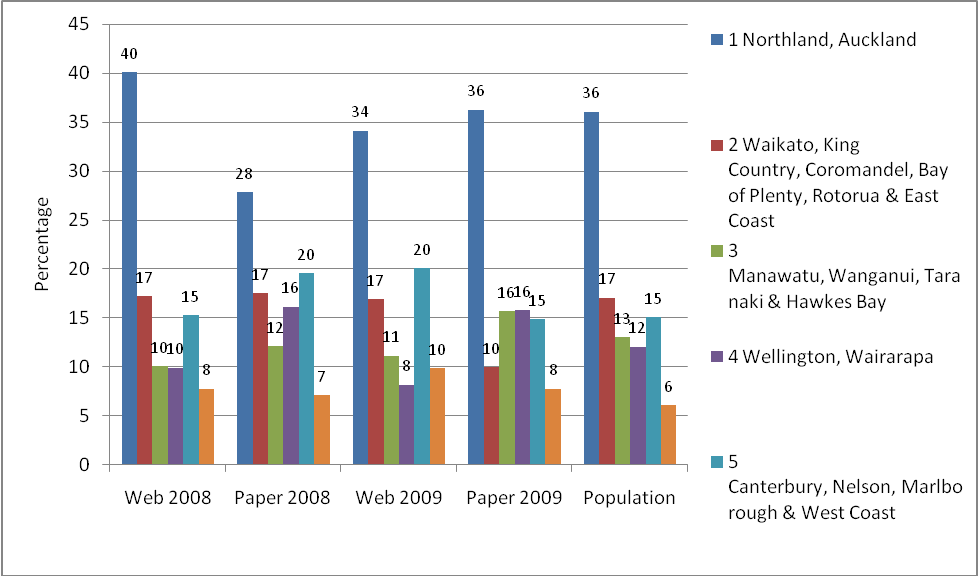 45
40
35
30
25
20
15
10
5
0
Percentage
40
17
10
10
15
8
28
17
12
16
20
7
34
17
11
8
20
10
36
10
16
16
15
8
36
17
13
12
15
6
Web 2008
Paper 2008
Web 2009
Paper 2009
Population
1 Northland, Auckland
2 Waikato, King
Country, Coromandel, Bay
of Plenty, Rotorua & East
Coast
3
Manawatu, Wanganui, Tara
naki & Hawkes Bay
4 Wellington, Wairarapa
5
Canterbury, Nelson, Marlbo
rough & West Coast